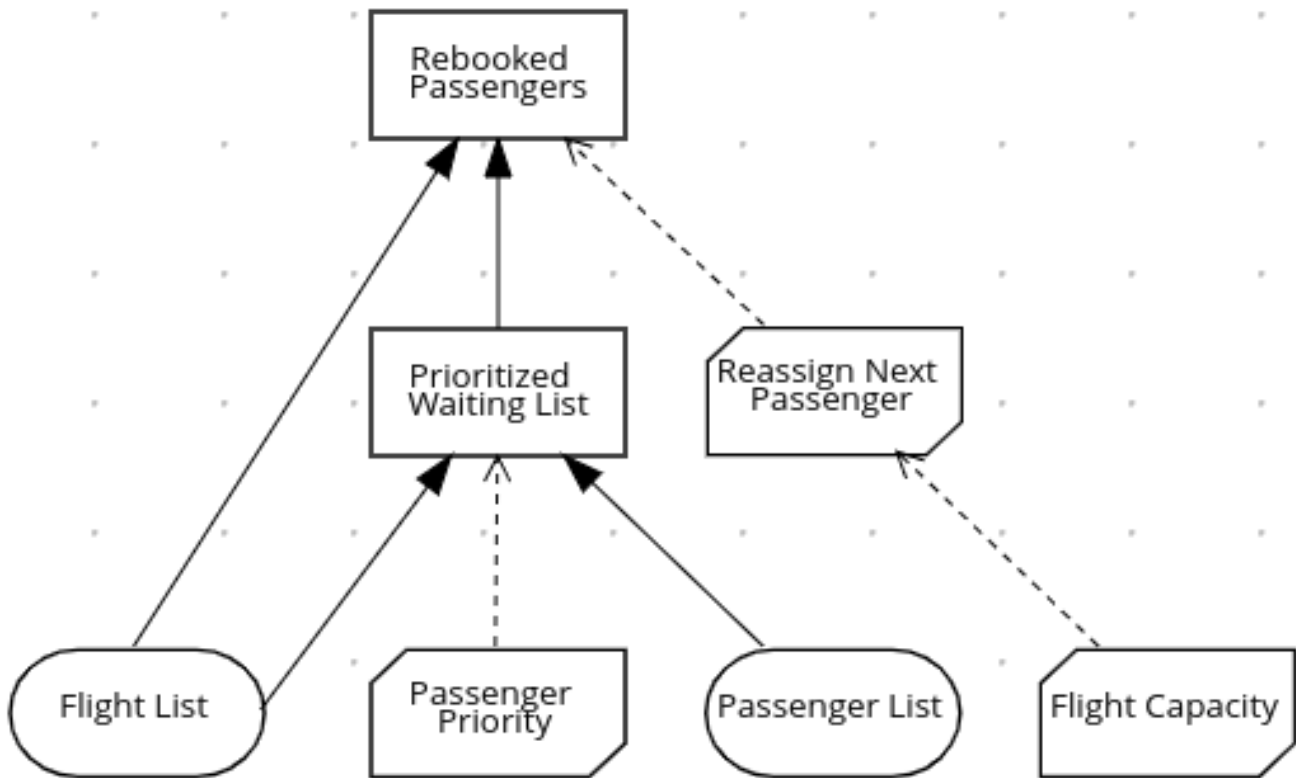 Rebooked
Passengers
Prioritized
Waiting List
Reassign Next
Passenger
Flight List
Passenger
Priority
Passenger List
Flight Capacity